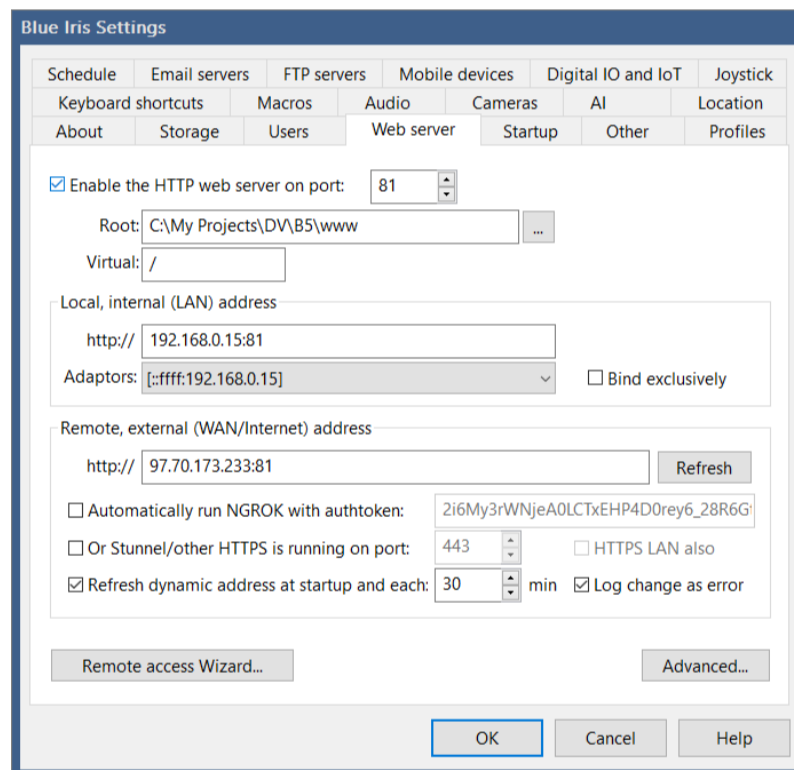 Blue Iris Settings
Schedule Email servers FTP servers Mobile devices Digital IO and IoT Joystick
Keyboard shortcuts Macros Audio Cameras AI Location
About Storage Users Web server Startup Other Profiles
Enable the HTTP web server on port: 81
Root: C:\My Projects\DV\B5\www ...
Virtual: /
Local, internal (LAN) address
http:// 192.168.0.15:81
Adaptors: [::ffff:192.168.0.15] Bind exclusively
Remote, external (WAN/Internet) address
http:// 97.70.173.233:81 Refresh
Automatically run NGROK with authtoken: 2i6My3rWNjeA0LCTxEHP4D0rey6_28R6G
Or Stunnel/other HTTPS is running on port: 443 HTTPS LAN also
Refresh dynamic address at startup and each: 30 min Log change as error
Remote access Wizard... Advanced...
OK Cancel Help